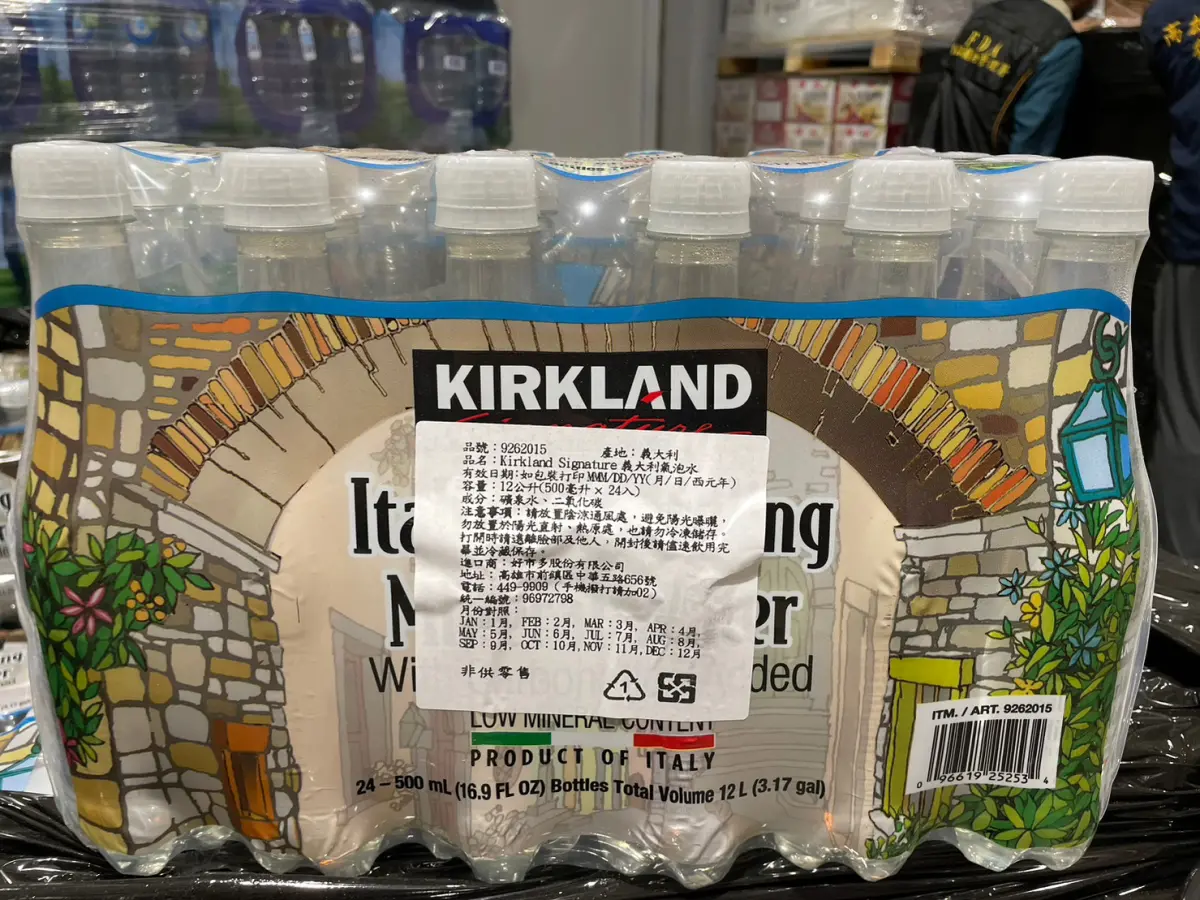 FDA
KIRKLAND
品號：9262015 產地：義大利
品名：Kirkland Signature 義大利氣泡水
有效日期:如包裝打印MMM/DD/YY(月/日/西元年)
容量：12公升(500毫升 × 24入)
成分：礦泉水、二氧化碳
注意事項：請放置陰涼通風處，避免陽光曝曬，
勿放置於陽光直射、熱原處，也請勿冷凍儲存。
打開時請遠離臉部及他人，開封後請儘速飲用完
畢並冷藏保存。
進口商：好市多股份有限公司
地址：高雄市前鎮區中華五路656號
電話：449-9909（手機撥打請加02）
統一編號：96972798
月份對照：
JAN：1月, FEB：2月, MAR：3月, APR：4月,
MAY：5月, JUN：6月, JUL：7月, AUG：8月,
SEP：9月, OCT：10月, NOV：11月, DEC：12月
非供零售
1
Ita ng
M er
Wi ded
LOW MINERAL CONTENT
PRODUCT OF ITALY
24 – 500 mL (16.9 FL OZ) Bottles Total Volume 12 L (3.17 gal)
ITM. / ART. 9262015
0 96619 25253 4